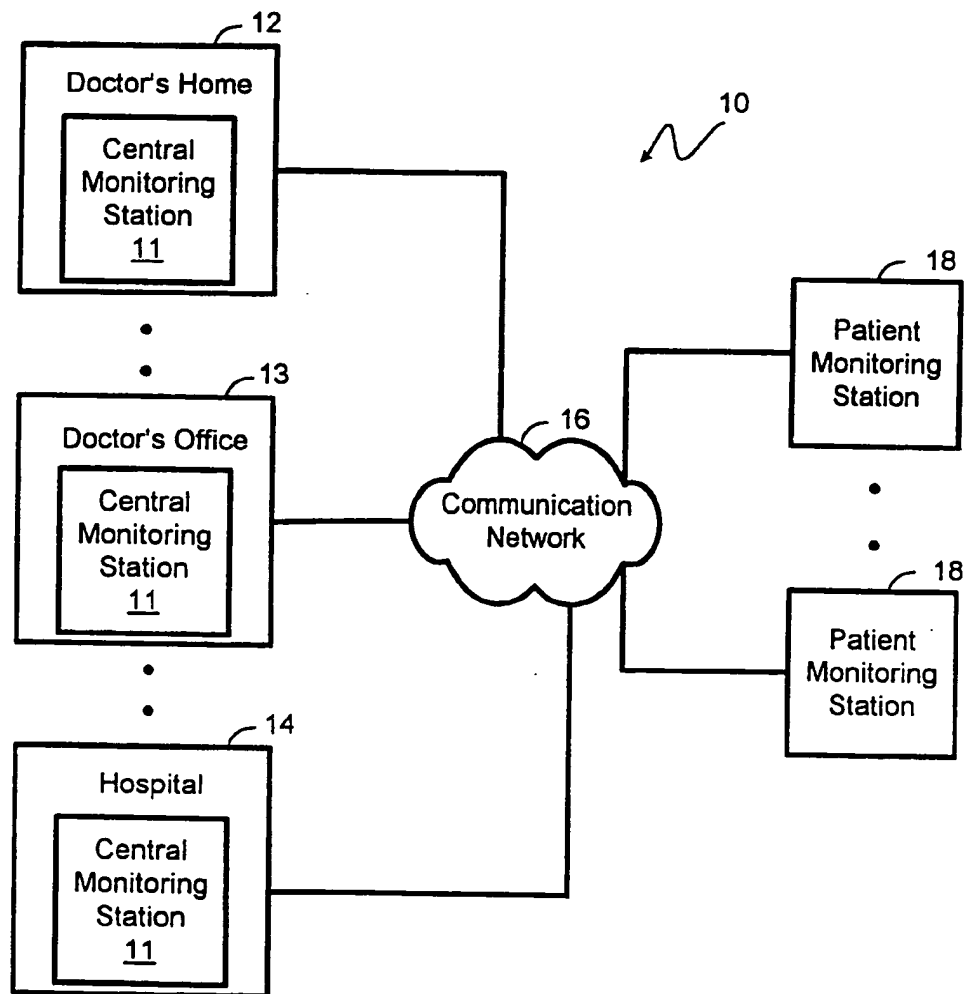 12
Doctor's Home
Central
Monitoring
Station
11
10
13
Doctor's Office
Central
Monitoring
Station
11
16
Communication
Network
18
Patient
Monitoring
Station
18
Patient
Monitoring
Station
14
Hospital
Central
Monitoring
Station
11